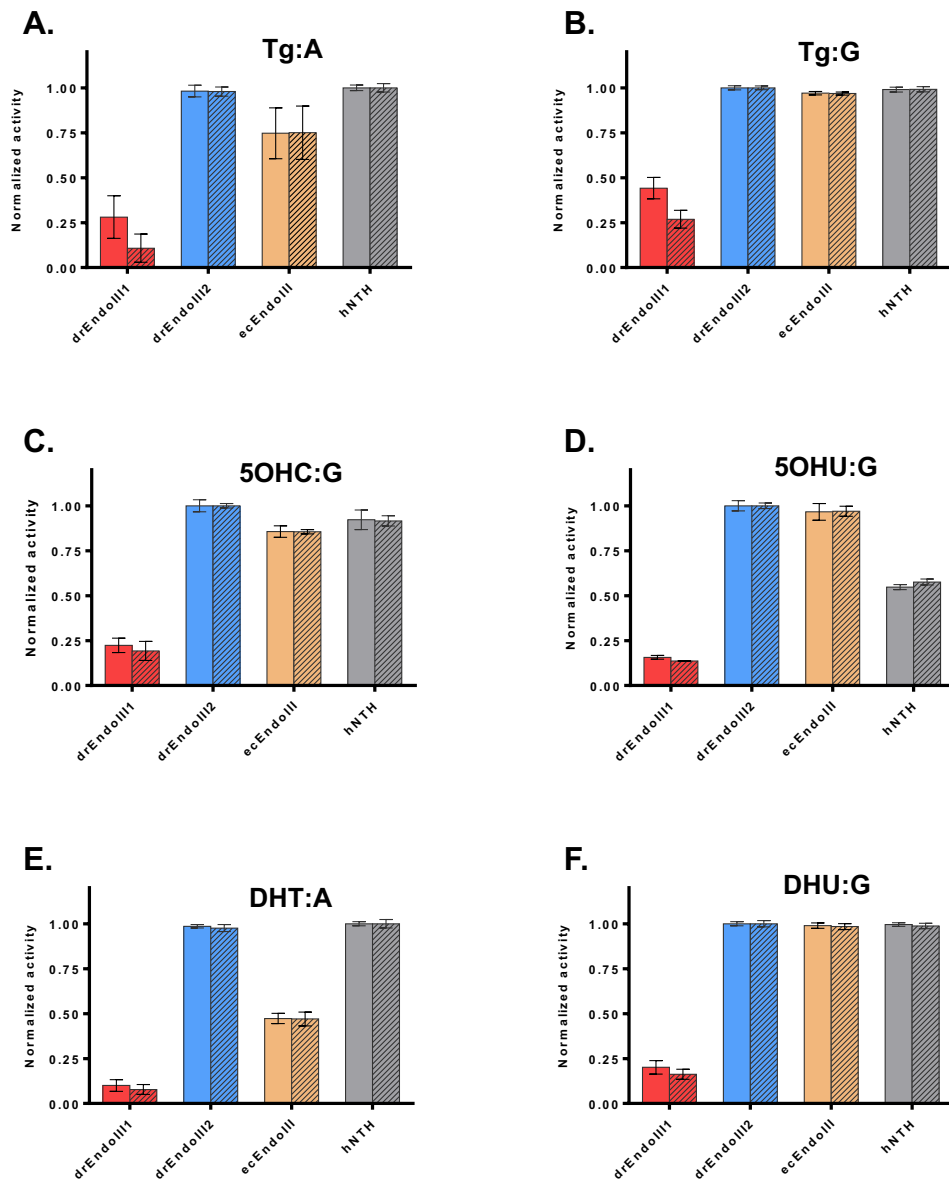 A.
Tg:A
Normalized activity
1.00
0.75
0.50
0.25
0.00
drEndoIII1
drEndoIII2
ecEndoIII
hNTH
B.
Tg:G
Normalized activity
1.00
0.75
0.50
0.25
0.00
drEndoIII1
drEndoIII2
ecEndoIII
hNTH
C.
5OHC:G
Normalized activity
1.00
0.75
0.50
0.25
0.00
drEndoIII1
drEndoIII2
ecEndoIII
hNTH
D.
5OHU:G
Normalized activity
1.00
0.75
0.50
0.25
0.00
drEndoIII1
drEndoIII2
ecEndoIII
hNTH
E.
DHT:A
Normalized activity
1.00
0.75
0.50
0.25
0.00
drEndoIII1
drEndoIII2
ecEndoIII
hNTH
F.
DHU:G
Normalized activity
1.00
0.75
0.50
0.25
0.00
drEndoIII1
drEndoIII2
ecEndoIII
hNTH